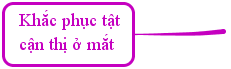 Khắc phục tật
cận thị ở mắt